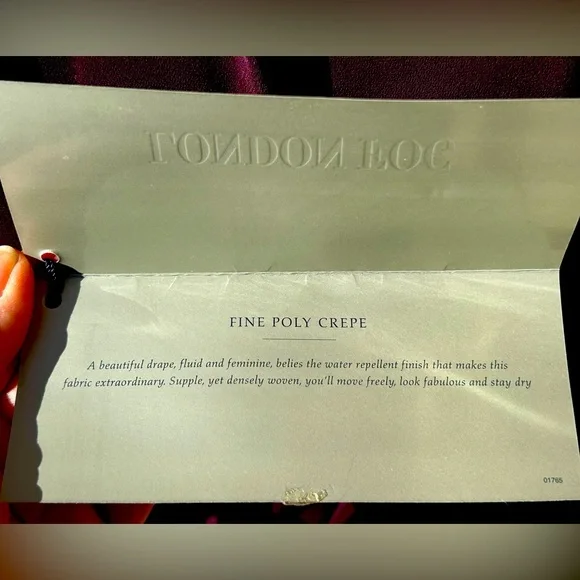 LONDON FOG
FINE POLY CREPE
A beautiful drape, fluid and feminine, belies the water repellent finish that makes this
fabric extraordinary. Supple, yet densely woven, you'll move freely, look fabulous and stay dry
01765